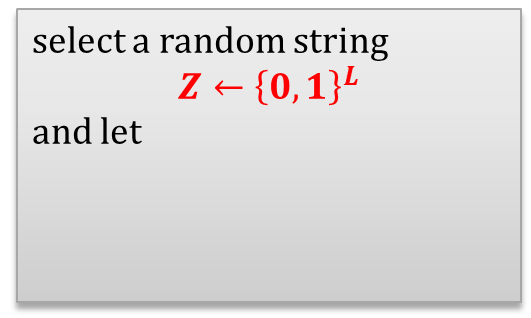 select a random string
Z ← {0, 1}ᴸ
and let